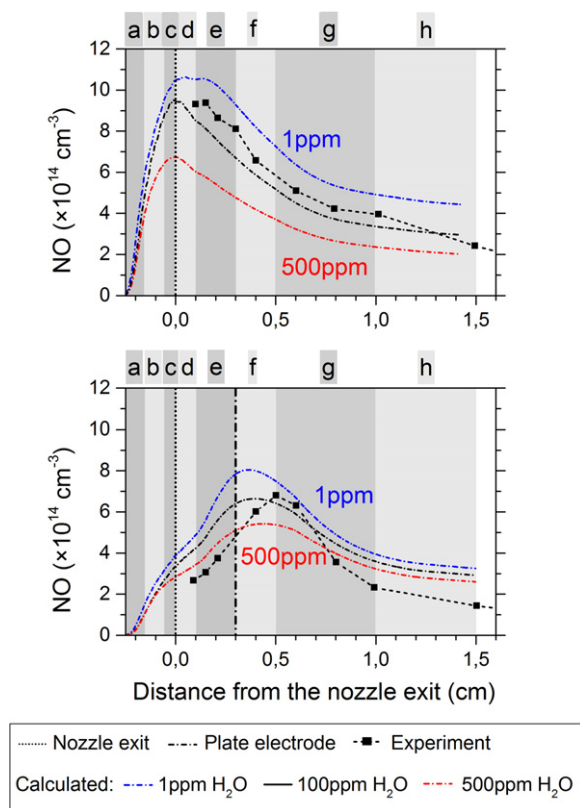 a b c d e f g h
12
10
8
6
4
2
0
NO (×10¹⁴ cm⁻³)
1ppm
500ppm
0,0 0,5 1,0 1,5
a b c d e f g h
12
10
8
6
4
2
0
NO (×10¹⁴ cm⁻³)
1ppm
500ppm
0,0 0,5 1,0 1,5
Distance from the nozzle exit (cm)
Nozzle exit Plate electrode Experiment
Calculated: 1ppm H₂O 100ppm H₂O 500ppm H₂O